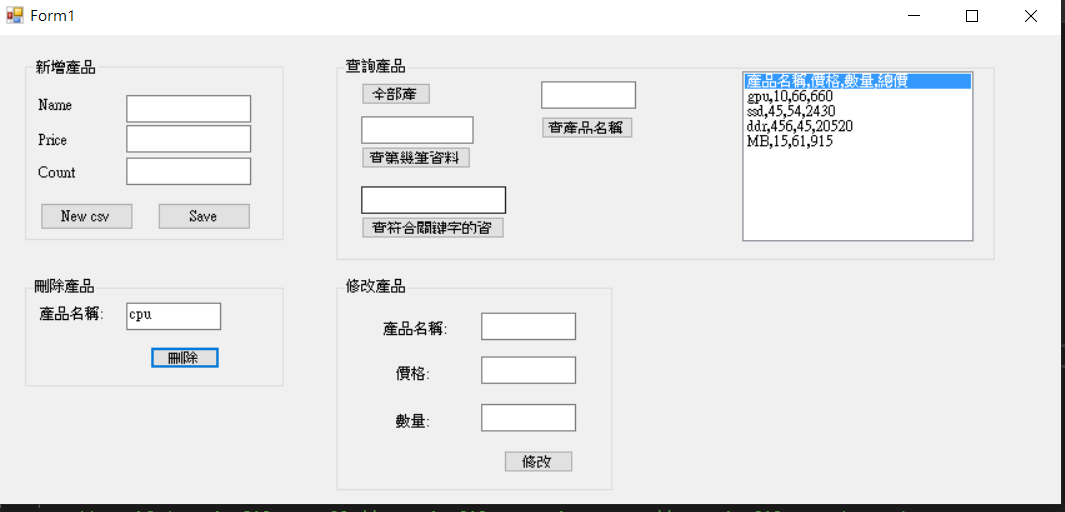 Form1
新增產品
Name
Price
Count
New csv
Save
查詢產品
全部產
查第幾筆資料
查符合關鍵字的資
查產品名稱
產品名稱,價格,數量,總價
gpu,10,66,660
ssd,45,54,2430
ddr,456,45,20520
MB,15,61,915
刪除產品
產品名稱:
cpu
刪除
修改產品
產品名稱:
價格:
數量:
修改